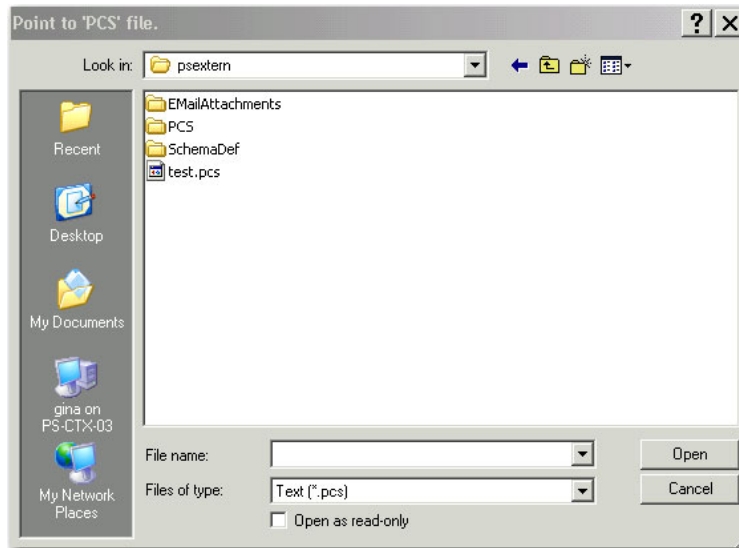 Point to 'PCS' file.
? X
Look in: psextern
EMailAttachments
PCS
SchemaDef
test.pcs
Recent
Desktop
My Documents
gina on
PS-CTX-03
My Network
Places
File name:
Open
Files of type: Text (*.pcs)
Cancel
Open as read-only